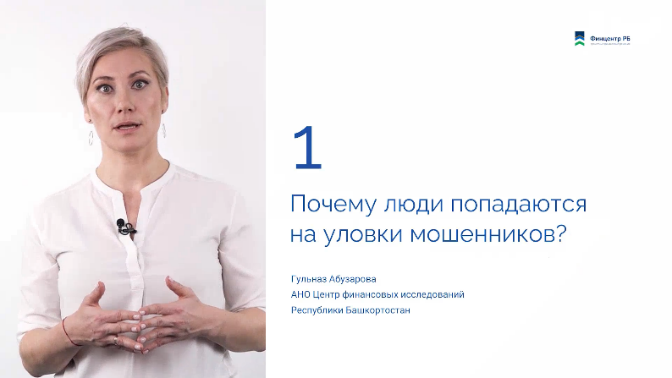 Финцентр РБ
1
Почему люди попадаются
на уловки мошенников?
Гульназ Абузарова
АНО Центр финансовых исследований
Республики Башкортостан